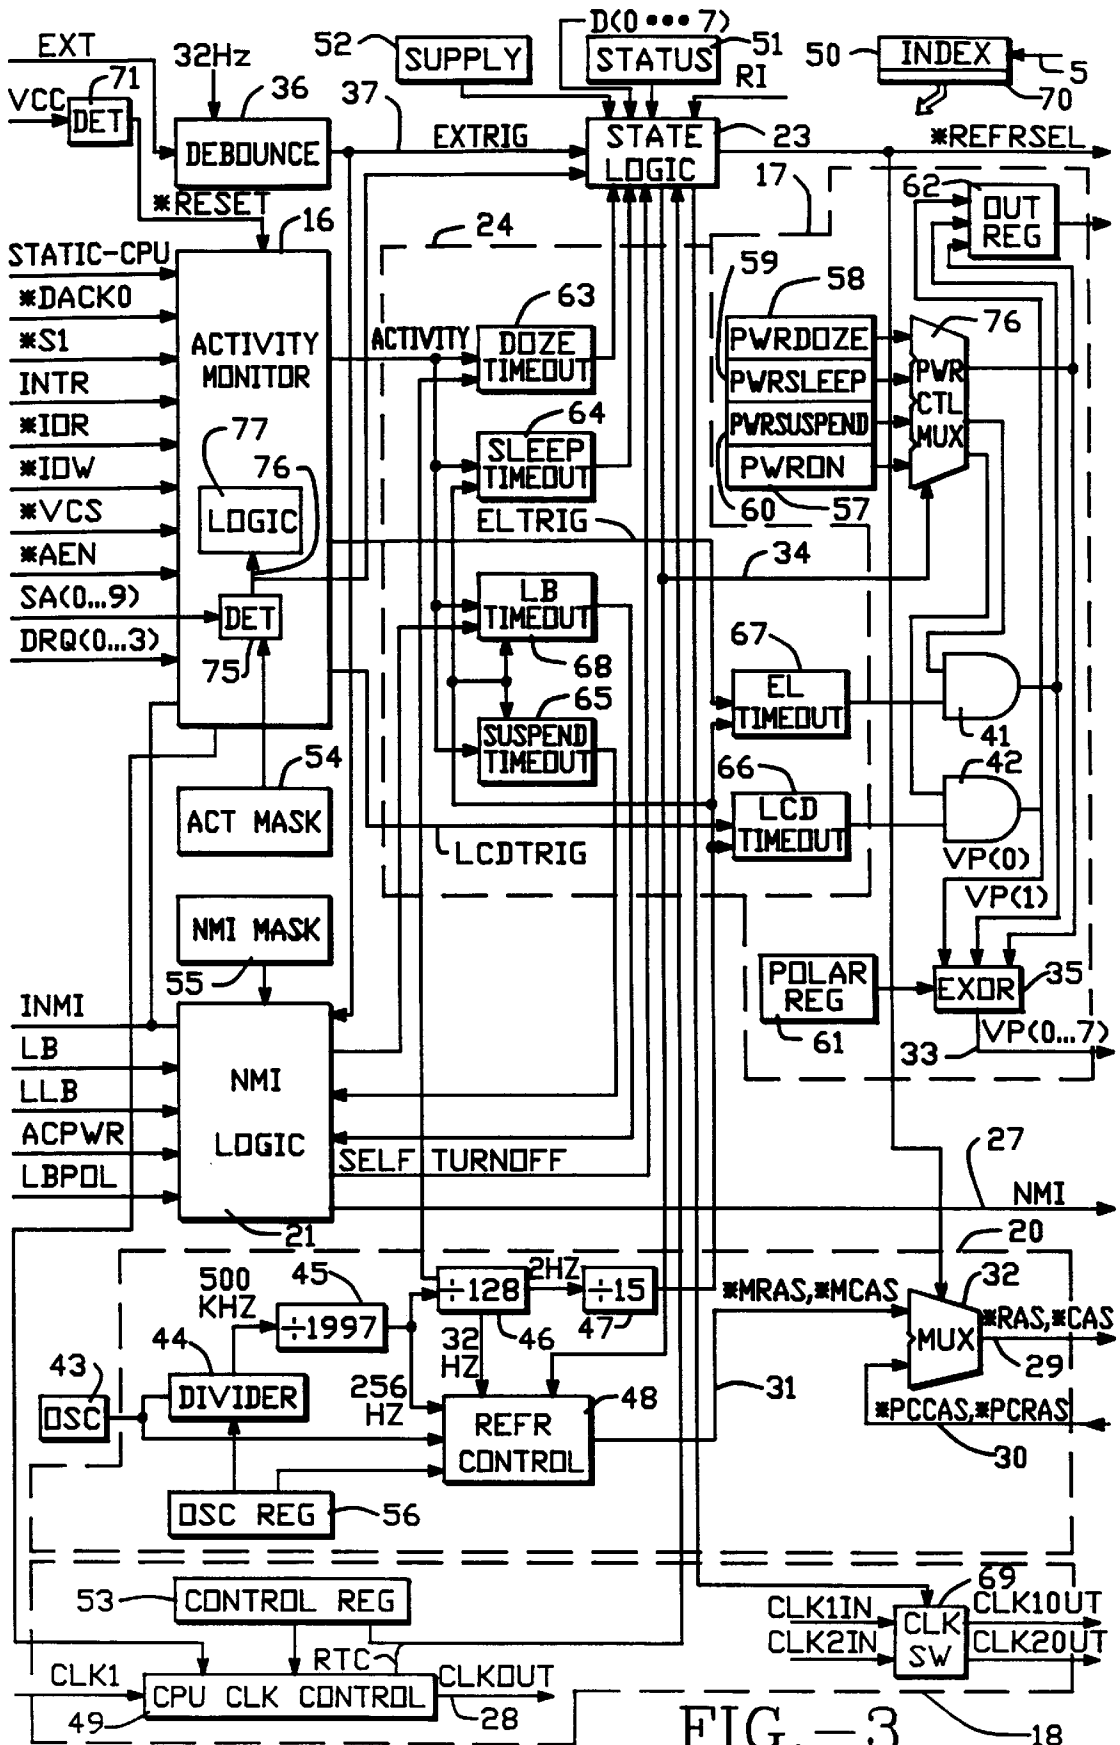 EXT
VCC
71
DET
32Hz
36
DEBOUNCE
37
52
SUPPLY
D(0 ••• 7)
STATUS
51
RI
50
INDEX
5
70
EXTRIG
STATE
LOGIC
23
*REFRSEL
*RESET
16
17
62
OUT
REG
24
STATIC-CPU
*DACK0
*S1
INTR
*IOR
*IOW
*VCS
*AEN
SA(0...9)
DRQ(0...3)
ACTIVITY
MONITOR
77
76
LOGIC
DET
75
ACTIVITY
63
DOZE
TIMEOUT
64
SLEEP
TIMEOUT
ELTRIG
LB
TIMEOUT
68
65
SUSPEND
TIMEOUT
LCDTRIG
59
58
PWRDOZE
PWRSLEEP
PWRSUSPEND
PWRON
60
57
76
PWR
CTL
MUX
34
67
EL
TIMEOUT
66
LCD
TIMEOUT
41
42
VP(0)
VP(1)
54
ACT MASK
NMI MASK
55
POLAR
REG
61
EXOR
35
33
VP(0...7)
INMI
LB
LLB
ACPWR
LBPOL
NMI
LOGIC
21
SELF TURNOFF
27
NMI
20
500
KHZ
45
÷1997
÷128
46
2HZ
÷15
47
*MRAS,*MCAS
32
MUX
*RAS,*CAS
29
43
OSC
44
DIVIDER
32
HZ
256
HZ
REFR
CONTROL
48
31
*PCCAS,*PCRAS
30
OSC REG
56
53
CONTROL REG
RTC
CLK1
CPU CLK CONTROL
49
CLKOUT
28
CLK1IN
CLK2IN
69
CLK
SW
CLK1OUT
CLK2OUT
18
FIG.-3